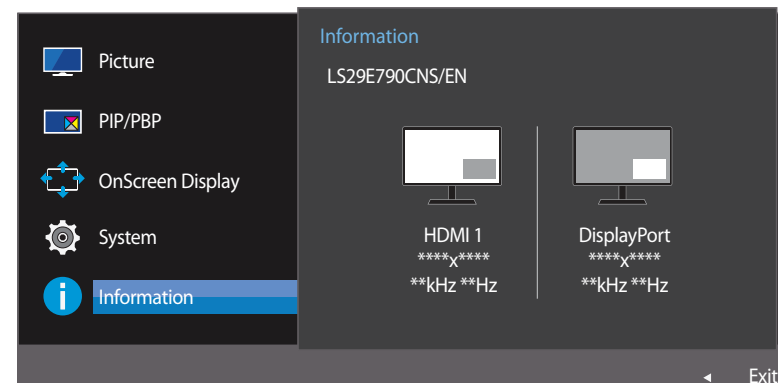 Picture
PIP/PBP
OnScreen Display
System
Information
Information
LS29E790CNS/EN
HDMI 1
****x****
**kHz **Hz
DisplayPort
****x****
**kHz **Hz
Exit